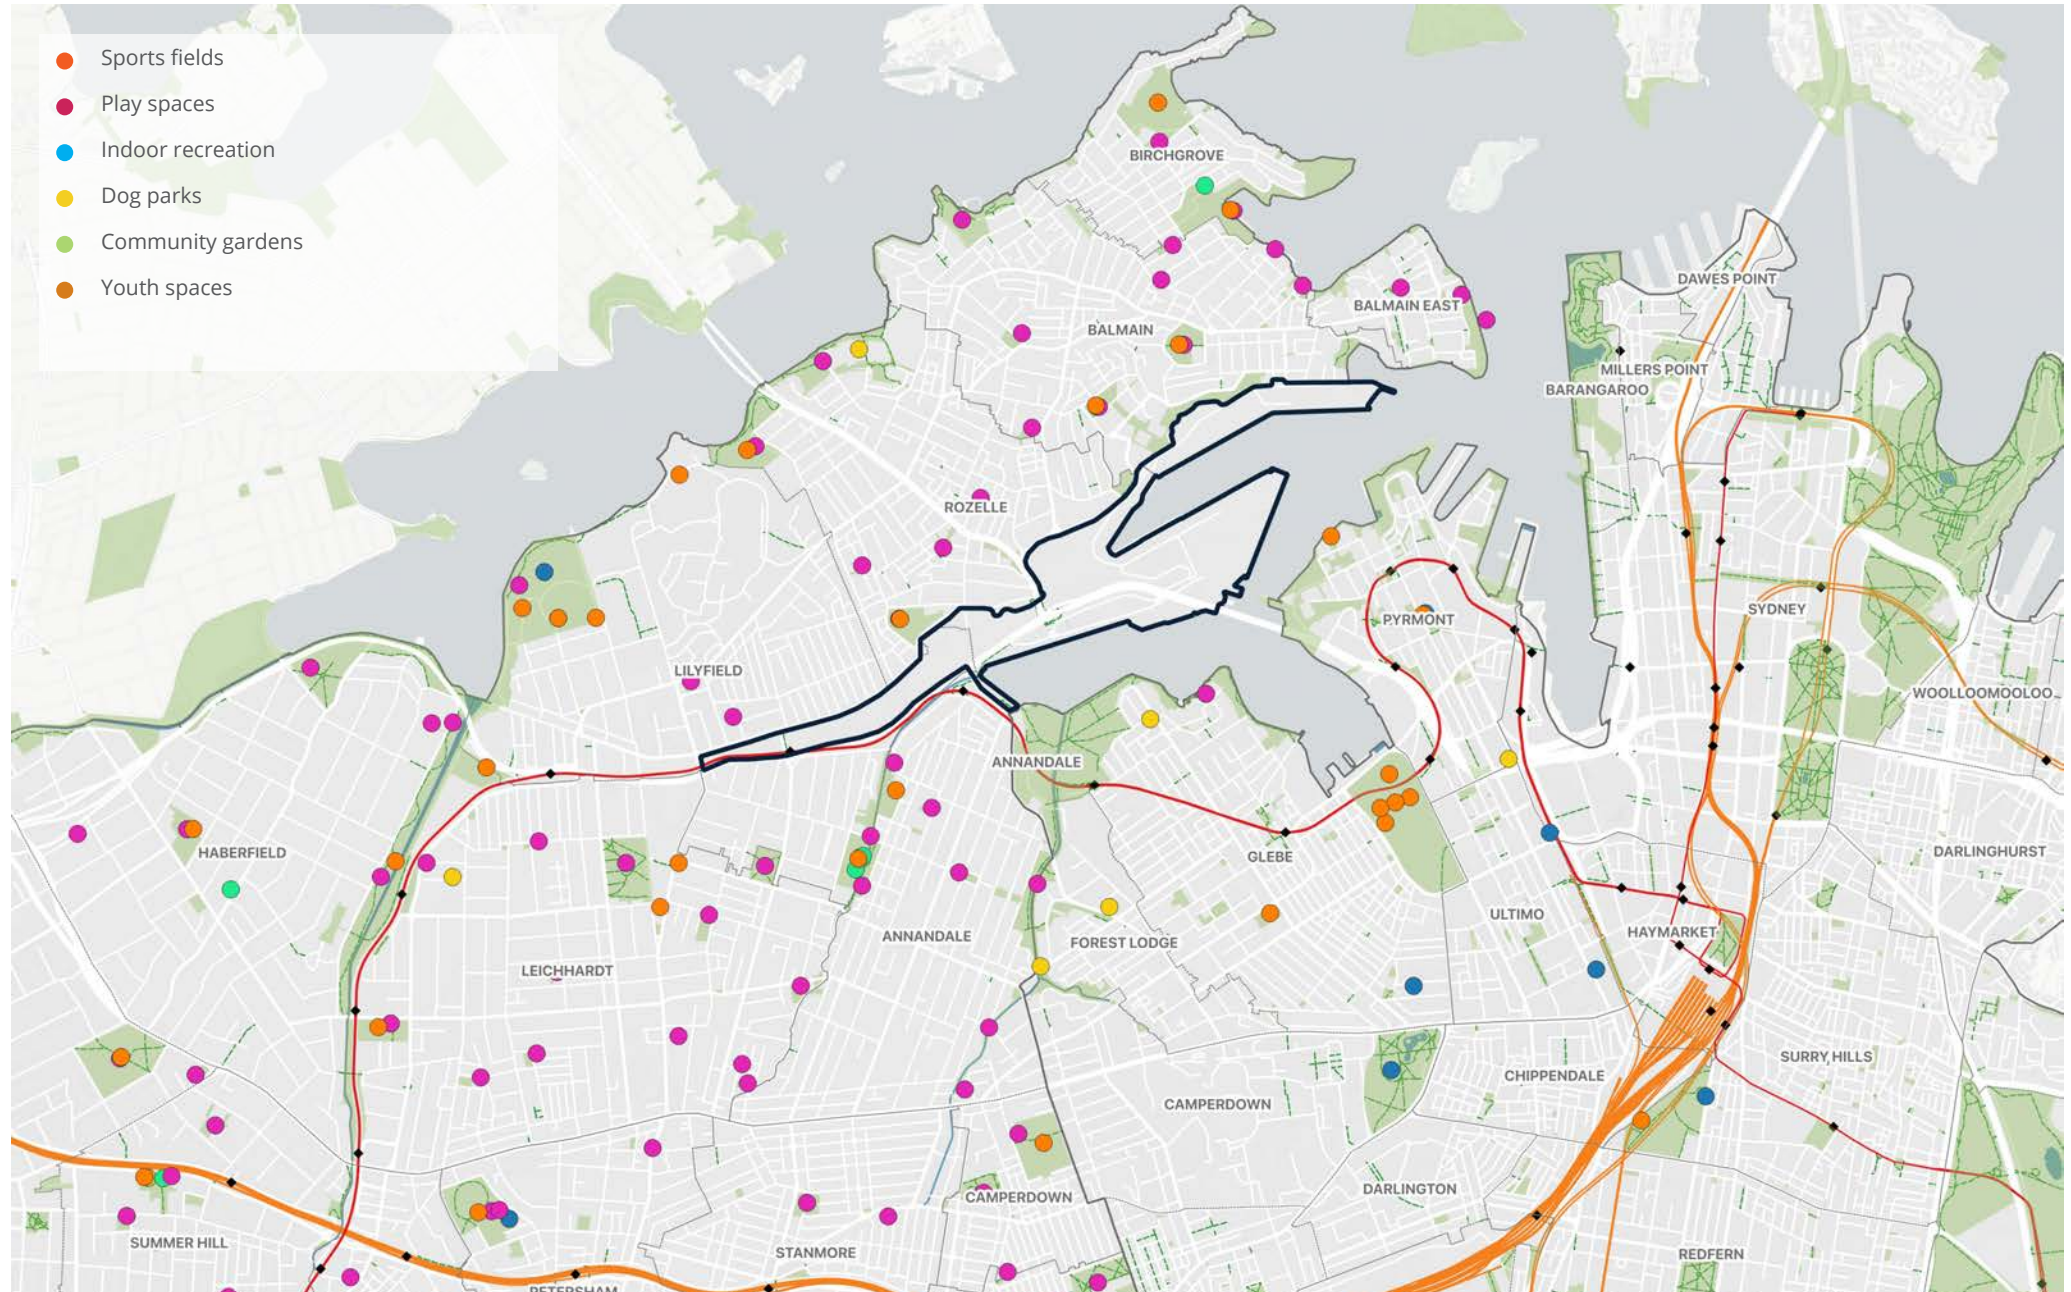 Sports fields
Play spaces
Indoor recreation
Dog parks
Community gardens
Youth spaces
BIRCHGROVE
DAWES POINT
BALMAIN EAST
BALMAIN
MILLERS POINT
BARANGAROO
ROZELLE
SYDNEY
PYRMONT
LILYFIELD
WOOLLOOMOOLOO
ANNANDALE
HABERFIELD
GLEBE
DARLINGHURST
ULTIMO
HAYMARKET
ANNANDALE
FOREST LODGE
LEICHHARDT
SURRY HILLS
CHIPPENDALE
CAMPERDOWN
DARLINGTON
CAMPERDOWN
SUMMER HILL
STANMORE
REDFERN
PETERSHAM